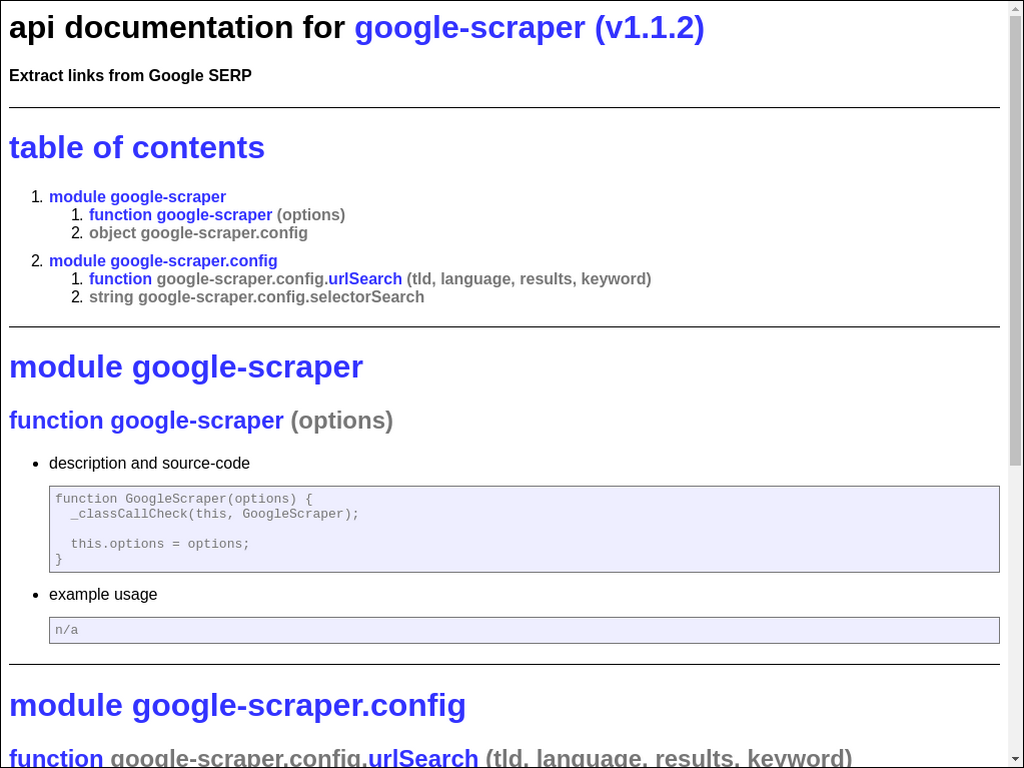 api documentation for google-scraper (v1.1.2)
Extract links from Google SERP
table of contents
1. module google-scraper
1. function google-scraper (options)
2. object google-scraper.config
2. module google-scraper.config
1. function google-scraper.config.urlSearch (tld, language, results, keyword)
2. string google-scraper.config.selectorSearch
module google-scraper
function google-scraper (options)
• description and source-code
function GoogleScraper(options) {
  _classCallCheck(this, GoogleScraper);
  this.options = options;
}
• example usage
n/a
module google-scraper.config
function google-scraper.config.urlSearch (tld, language, results, keyword)